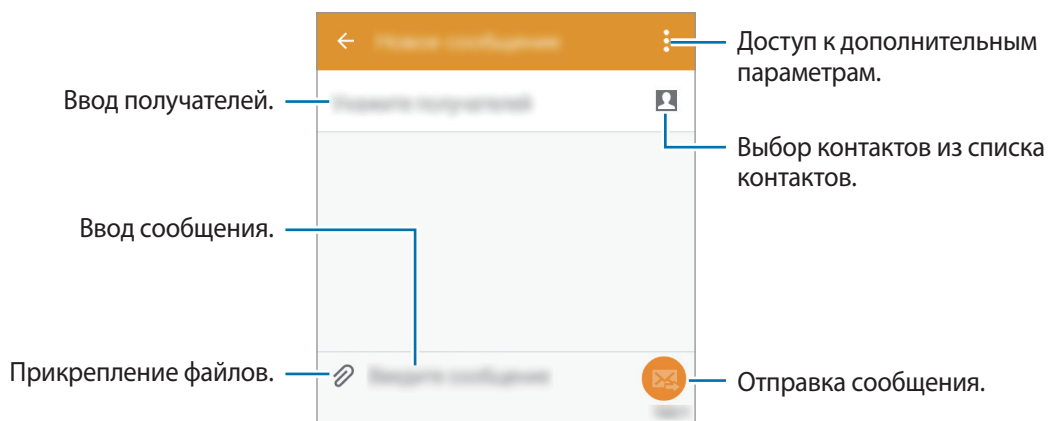 Доступ к дополнительным
параметрам.
Ввод получателей.
Выбор контактов из списка
контактов.
Ввод сообщения.
Прикрепление файлов.
Отправка сообщения.